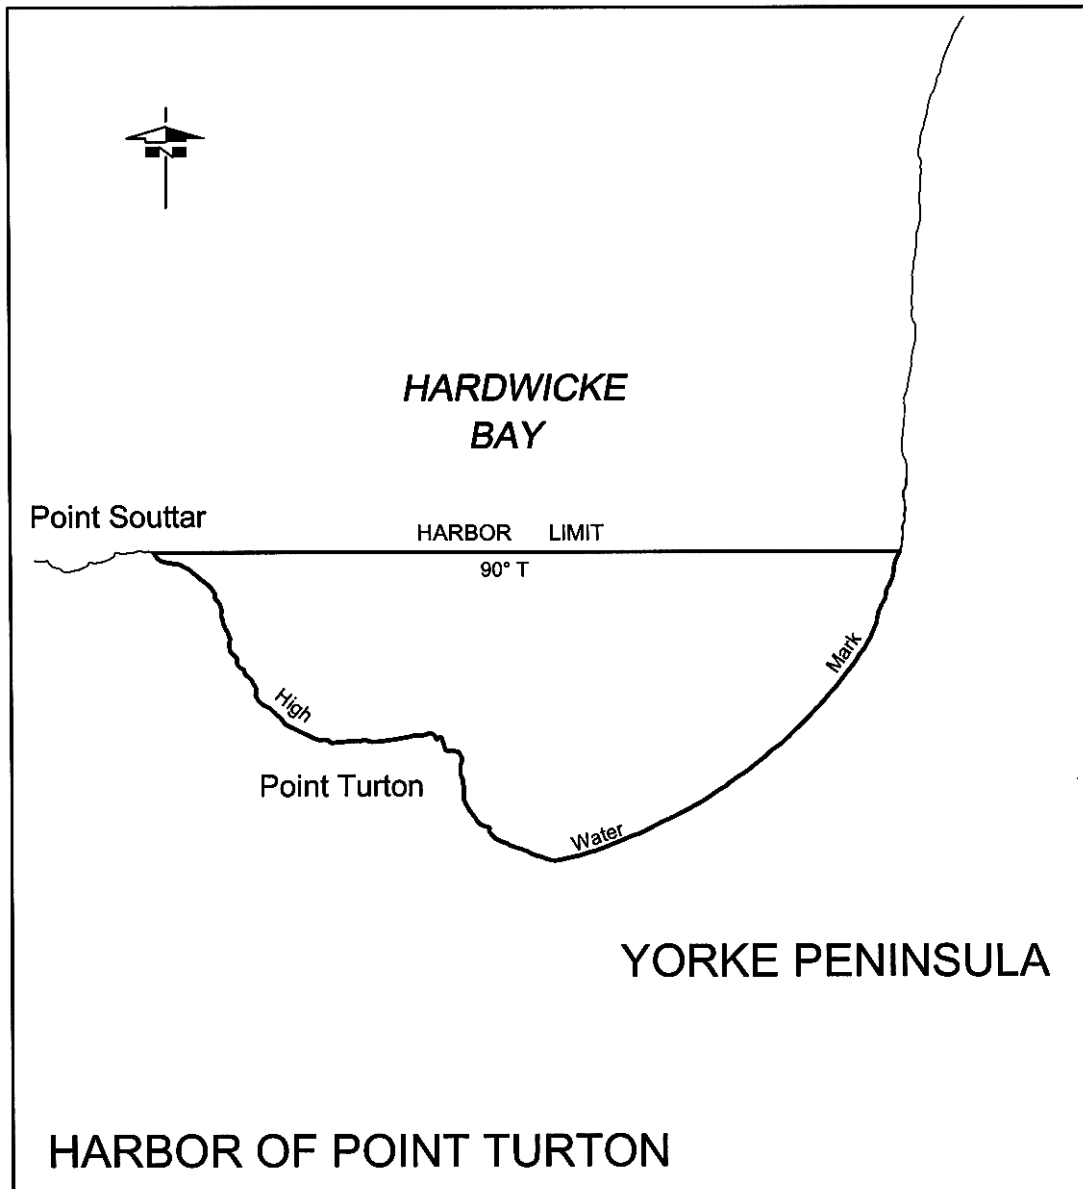 N
HARDWICKE
BAY
Point Souttar
HARBOR LIMIT
90° T
Mark
High
Point Turton
Water
YORKE PENINSULA
HARBOR OF POINT TURTON